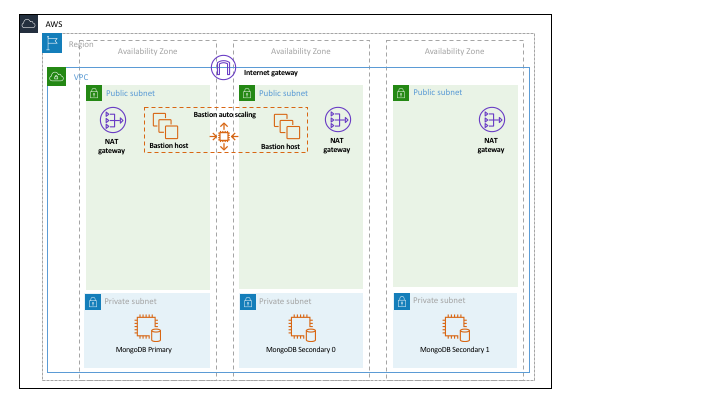 AWS
Region
Availability Zone
Availability Zone
Availability Zone
Internet gateway
VPC
Public subnet
Public subnet
Public subnet
Bastion auto scaling
NAT
gateway
Bastion host
Bastion host
NAT
gateway
NAT
gateway
Private subnet
Private subnet
Private subnet
MongoDB Primary
MongoDB Secondary 0
MongoDB Secondary 1